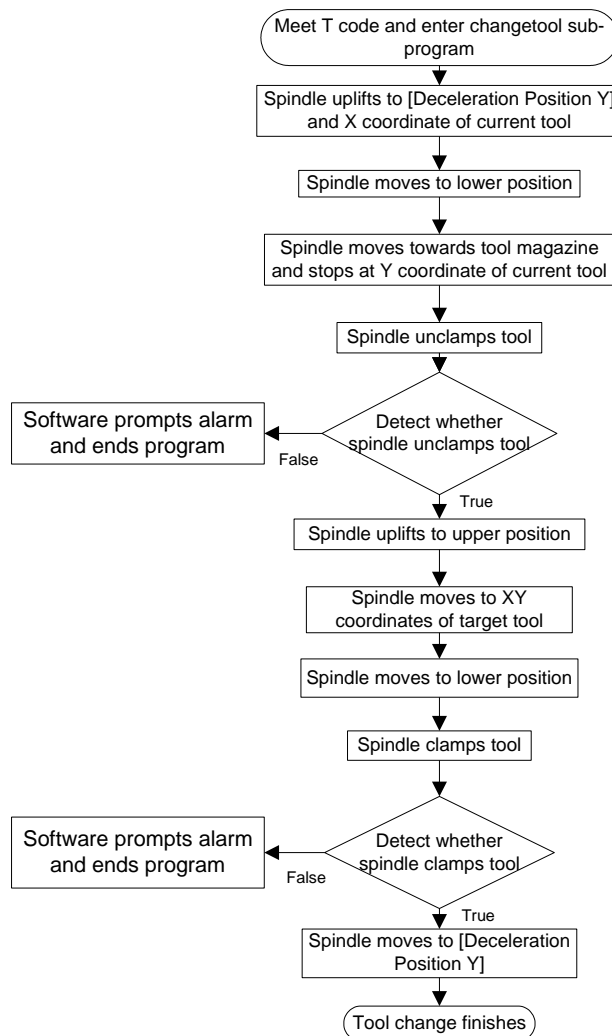 Meet T code and enter changetool sub-
program
Spindle uplifts to [Deceleration Position Y]
and X coordinate of current tool
Spindle moves to lower position
Spindle moves towards tool magazine
and stops at Y coordinate of current tool
Spindle unclamps tool
Detect whether
spindle unclamps tool
Software prompts alarm
and ends program
False
True
Spindle uplifts to upper position
Spindle moves to XY
coordinates of target tool
Spindle moves to lower position
Spindle clamps tool
Detect whether
spindle clamps tool
Software prompts alarm
and ends program
False
True
Spindle moves to [Deceleration
Position Y]
Tool change finishes